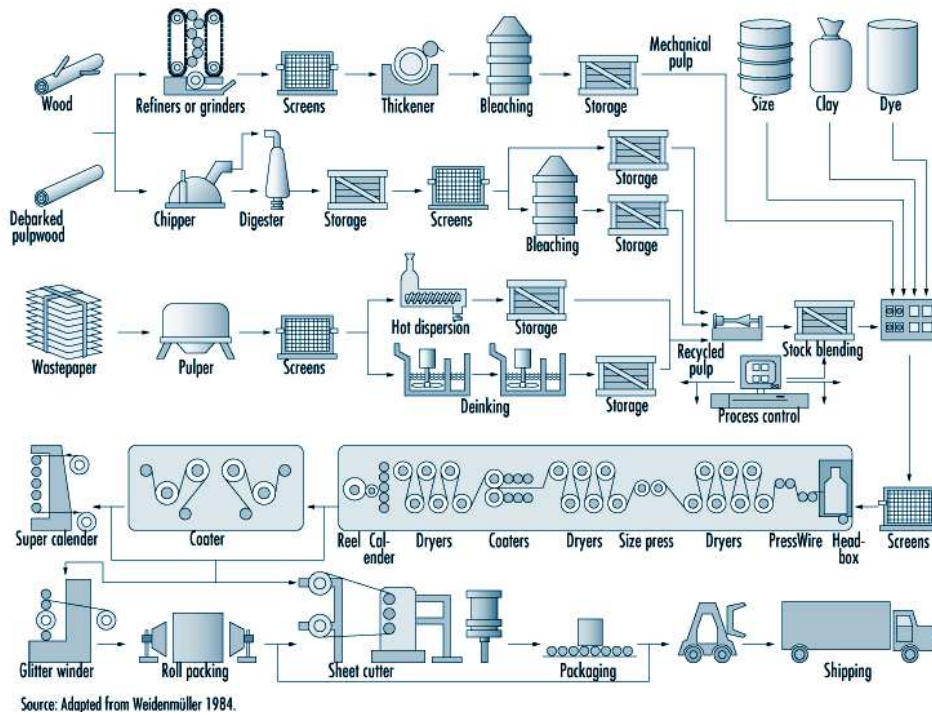 Mechanical
pulp
Wood
Refiners or grinders
Screens
Thickener
Bleaching
Storage
Size
Clay
Dye
Storage
Debarked
pulpwood
Chipper
Digester
Storage
Screens
Bleaching
Storage
Hot dispersion
Storage
Wastepaper
Pulper
Screens
Recycled
pulp
Stock blending
Deinking
Storage
Process control
Super calender
Coater
Reel
Cal-
ender
Dryers
Coaters
Dryers
Size press
Dryers
Press
Wire
Head-
box
Screens
Glitter winder
Roll packing
Sheet cutter
Packaging
Shipping
Source: Adapted from Weidenmüller 1984.